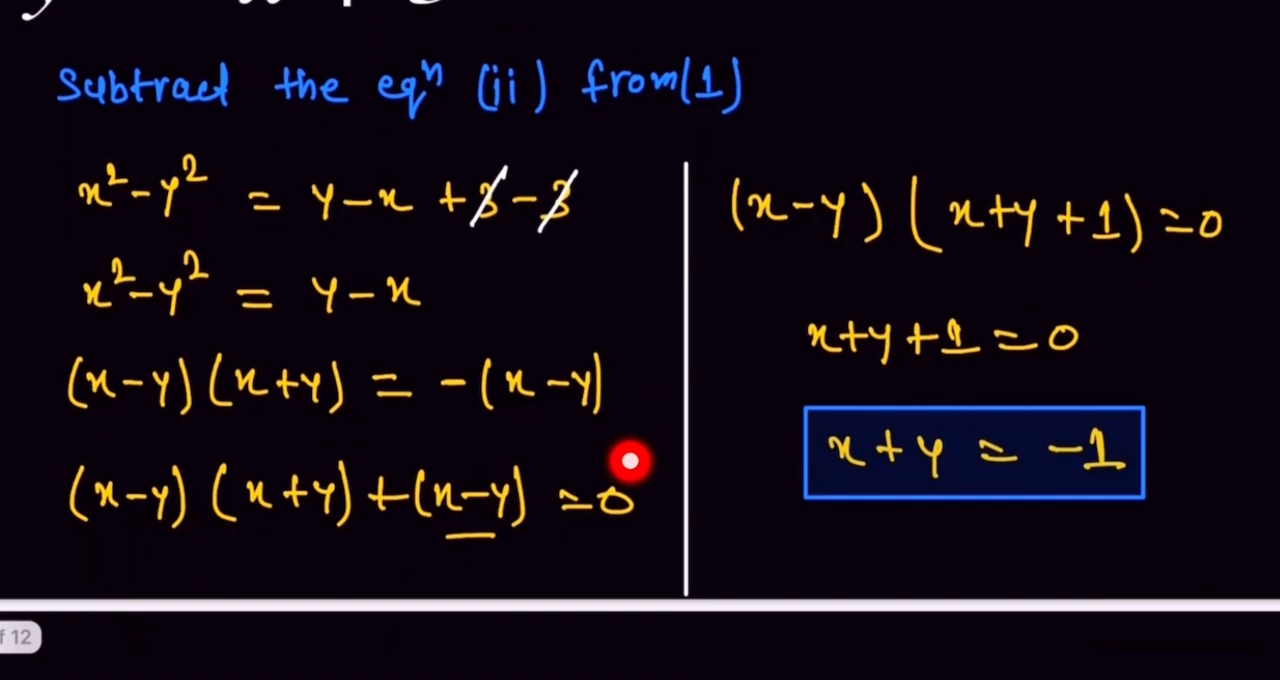 Subtract the eqⁿ (ii) from(1)
x² - y² = y - x + 3 - 3
x² - y² = y - x
(x-y) (x+y) = -(x-y)
(x-y) (x+y) + (x-y) = 0
(x-y) (x+y+1) = 0
x+y+1 = 0
x + y = -1
f 12